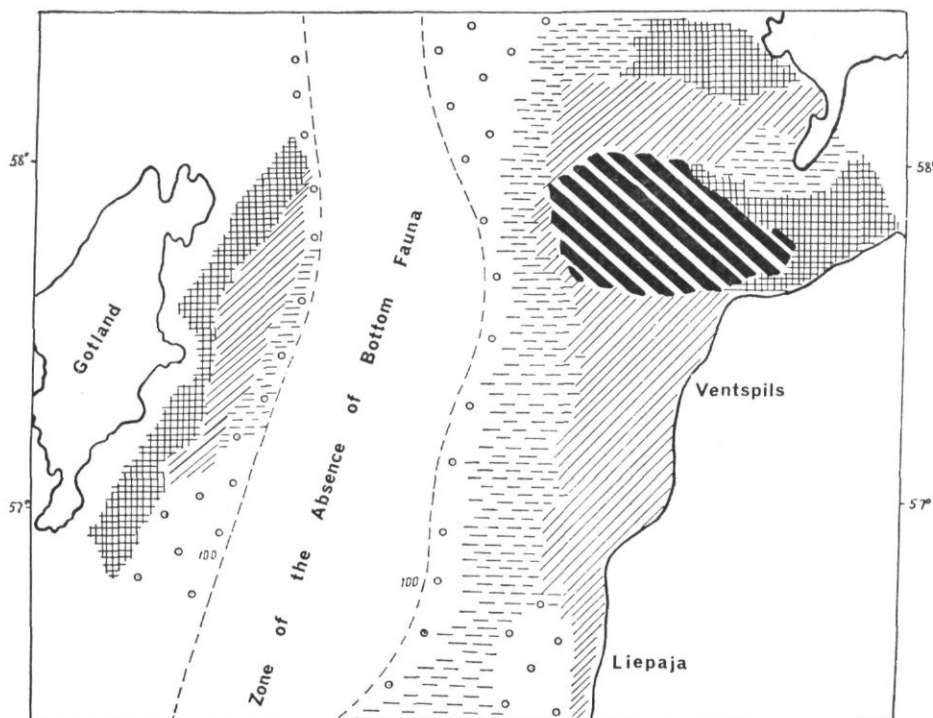 58°
58°
Gotland
Zone of the Absence of Bottom Fauna
Ventspils
57°
57°
100
100
Liepaja